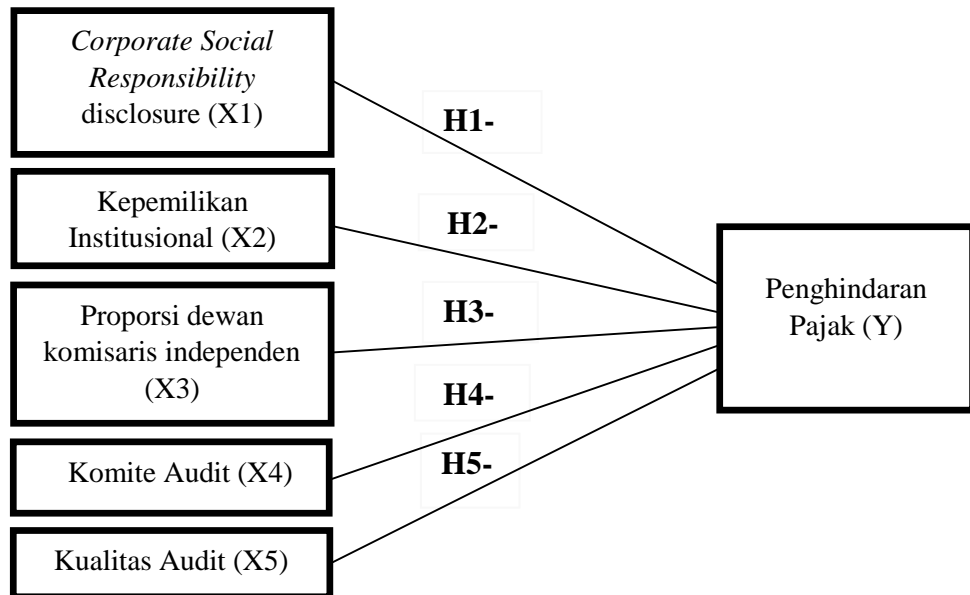 Corporate Social
Responsibility
disclosure (X1)
H1-
Kepemilikan
Institusional (X2)
H2-
Proporsi dewan
komisaris independen
(X3)
H3-
Komite Audit (X4)
H4-
Kualitas Audit (X5)
H5-
Penghindaran
Pajak (Y)